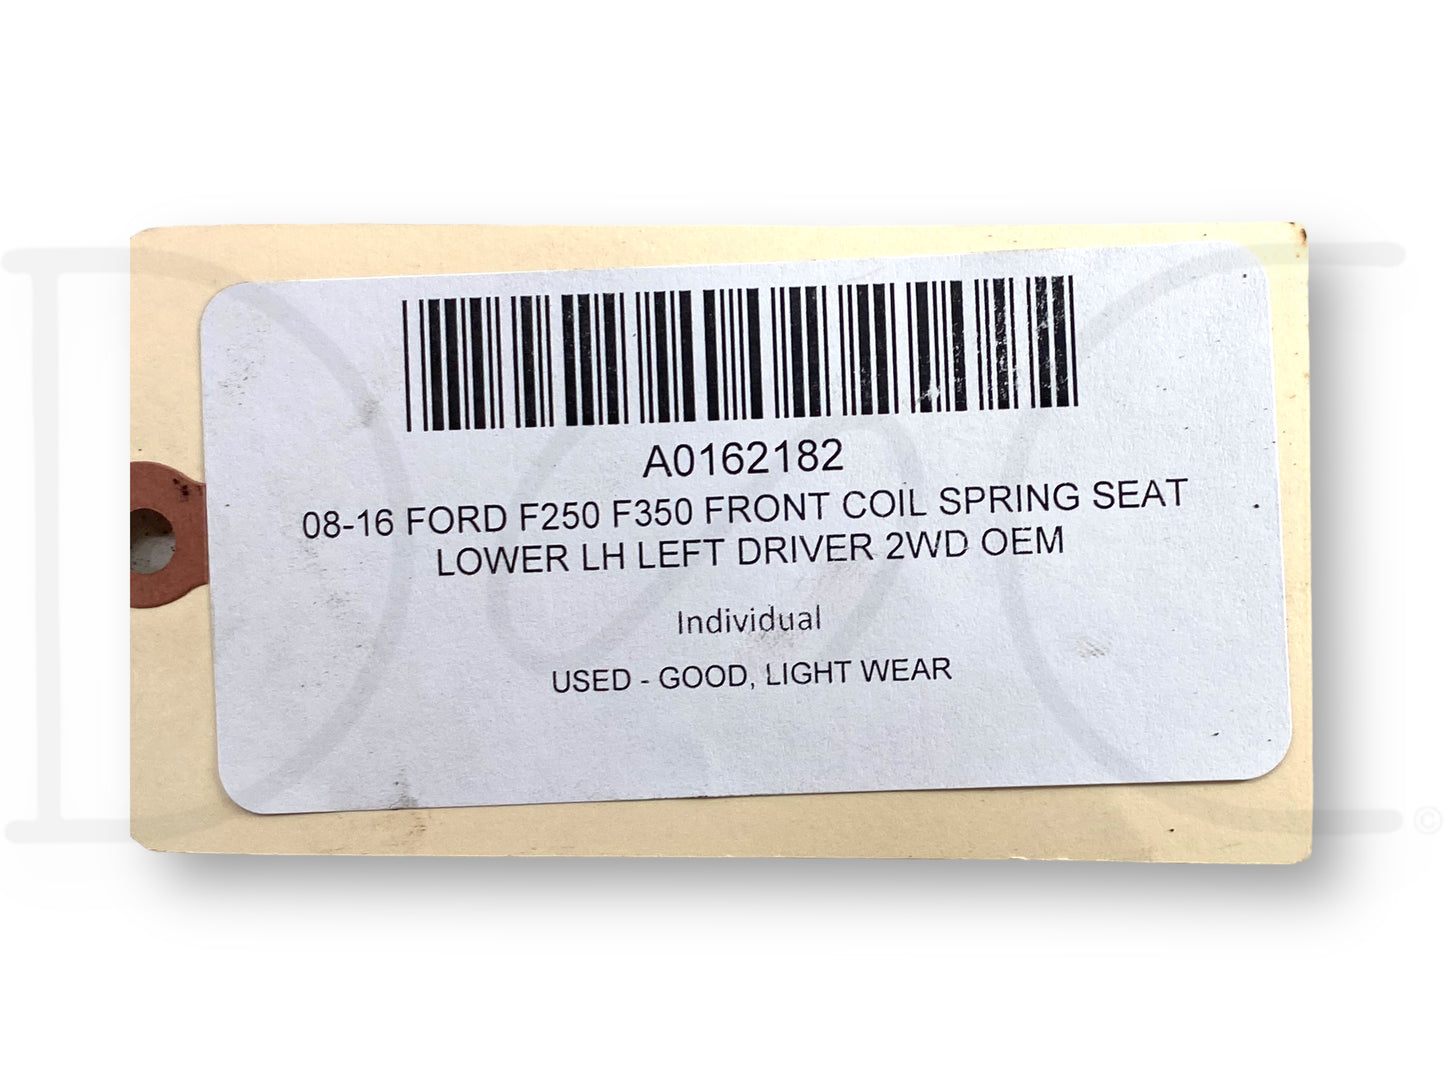 A0162182
08-16 FORD F250 F350 FRONT COIL SPRING SEAT
LOWER LH LEFT DRIVER 2WD OEM
Individual
USED - GOOD, LIGHT WEAR